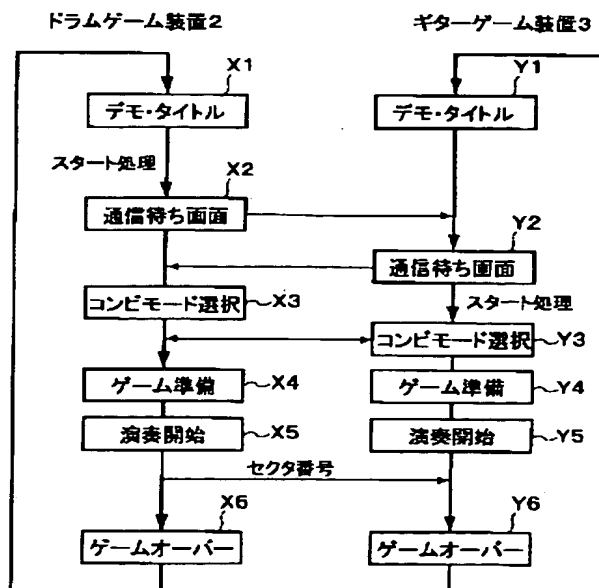 ドラムゲーム装置2
ギターゲーム装置3
X1
Y1
デモ・タイトル
デモ・タイトル
スタート処理
X2
通信待ち画面
Y2
通信待ち画面
コンビモード選択
X3
スタート処理
コンビモード選択
Y3
ゲーム準備
X4
ゲーム準備
Y4
演奏開始
X5
演奏開始
Y5
セクタ番号
X6
Y6
ゲームオーバー
ゲームオーバー